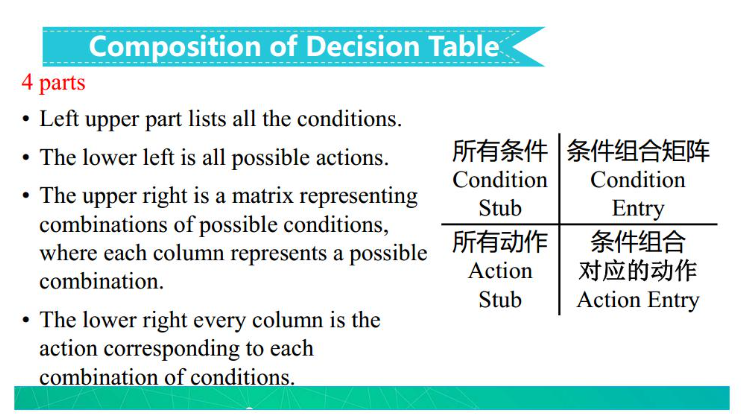 Composition of Decision Table
4 parts
• Left upper part lists all the conditions.
• The lower left is all possible actions.
• The upper right is a matrix representing
combinations of possible conditions,
where each column represents a possible
combination.
• The lower right every column is the
action corresponding to each
combination of conditions.
所有条件
Condition
Stub
条件组合矩阵
Condition
Entry
所有动作
Action
Stub
条件组合
对应的动作
Action Entry